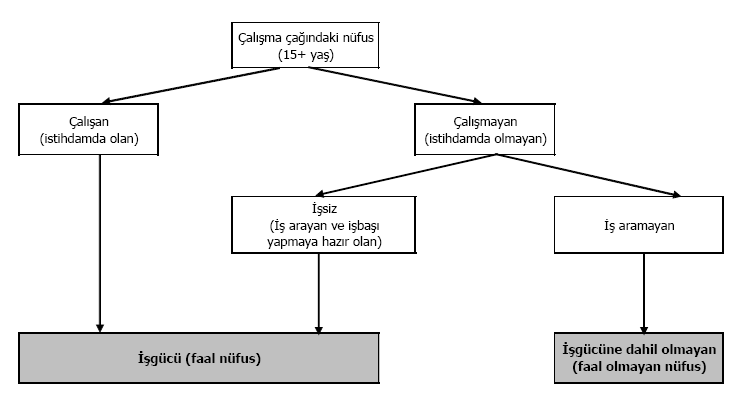 Çalışma çağındaki nüfus
(15+ yaş)
Çalışan
(istihdamda olan)
Çalışmayan
(istihdamda olmayan)
İşsiz
(İş arayan ve işbaşı
yapmaya hazır olan)
İş aramayan
İşgücü (faal nüfus)
İşgücüne dahil olmayan
(faal olmayan nüfus)